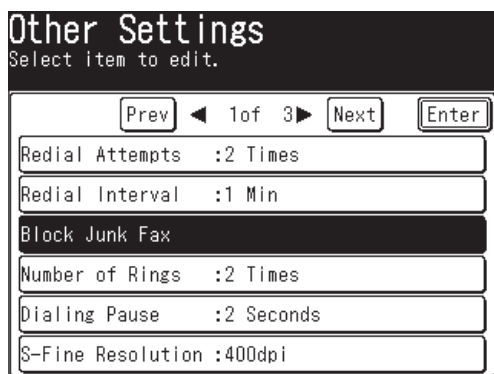 Other Settings
Select item to edit.
Prev ◀ 1of 3▶ Next Enter
Redial Attempts :2 Times
Redial Interval :1 Min
Block Junk Fax
Number of Rings :2 Times
Dialing Pause :2 Seconds
S-Fine Resolution :400dpi